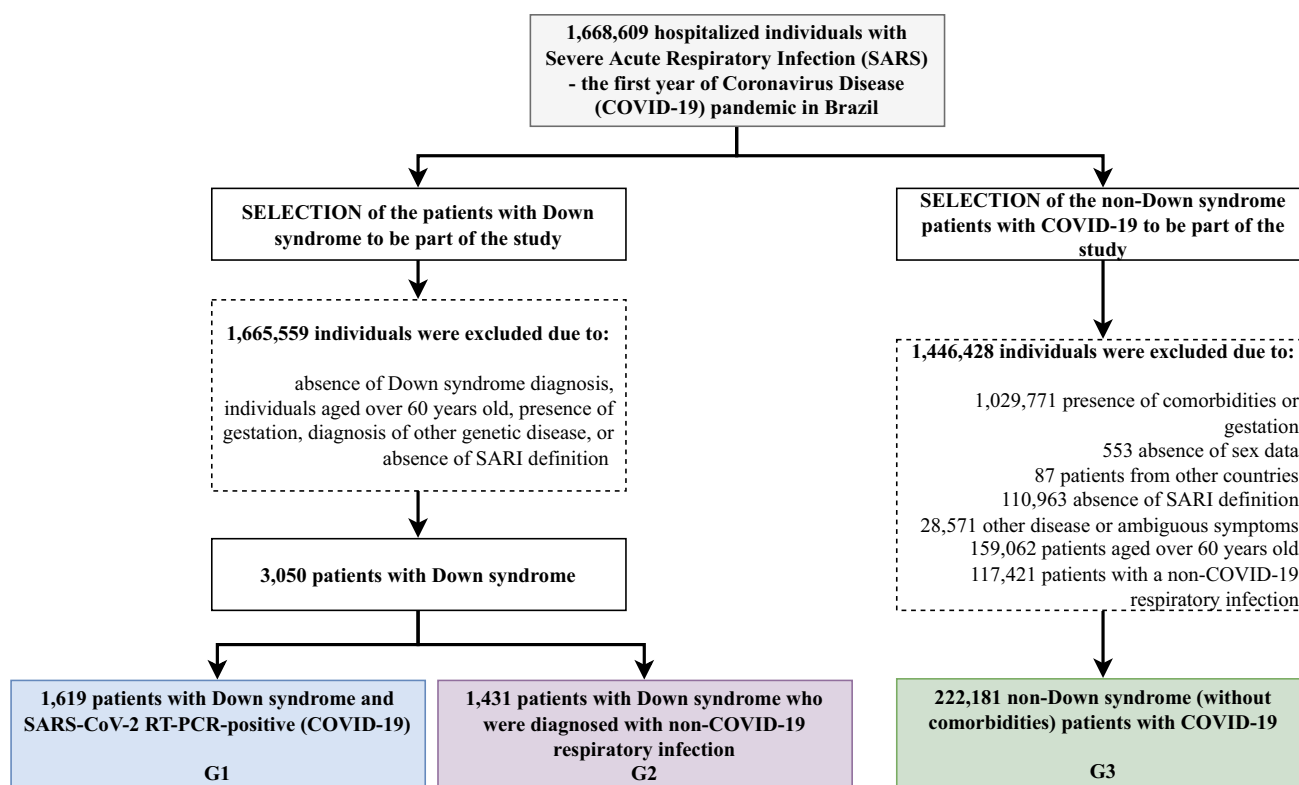 1,668,609 hospitalized individuals with
Severe Acute Respiratory Infection (SARS)
- the first year of Coronavirus Disease
(COVID-19) pandemic in Brazil
SELECTION of the patients with Down
syndrome to be part of the study
1,665,559 individuals were excluded due to:
absence of Down syndrome diagnosis,
individuals aged over 60 years old, presence of
gestation, diagnosis of other genetic disease, or
absence of SARI definition
3,050 patients with Down syndrome
1,619 patients with Down syndrome and
SARS-CoV-2 RT-PCR-positive (COVID-19)
G1
1,431 patients with Down syndrome who
were diagnosed with non-COVID-19
respiratory infection
G2
SELECTION of the non-Down syndrome
patients with COVID-19 to be part of the
study
1,446,428 individuals were excluded due to:
1,029,771 presence of comorbidities or
gestation
553 absence of sex data
87 patients from other countries
110,963 absence of SARI definition
28,571 other disease or ambiguous symptoms
159,062 patients aged over 60 years old
117,421 patients with a non-COVID-19
respiratory infection
222,181 non-Down syndrome (without
comorbidities) patients with COVID-19
G3